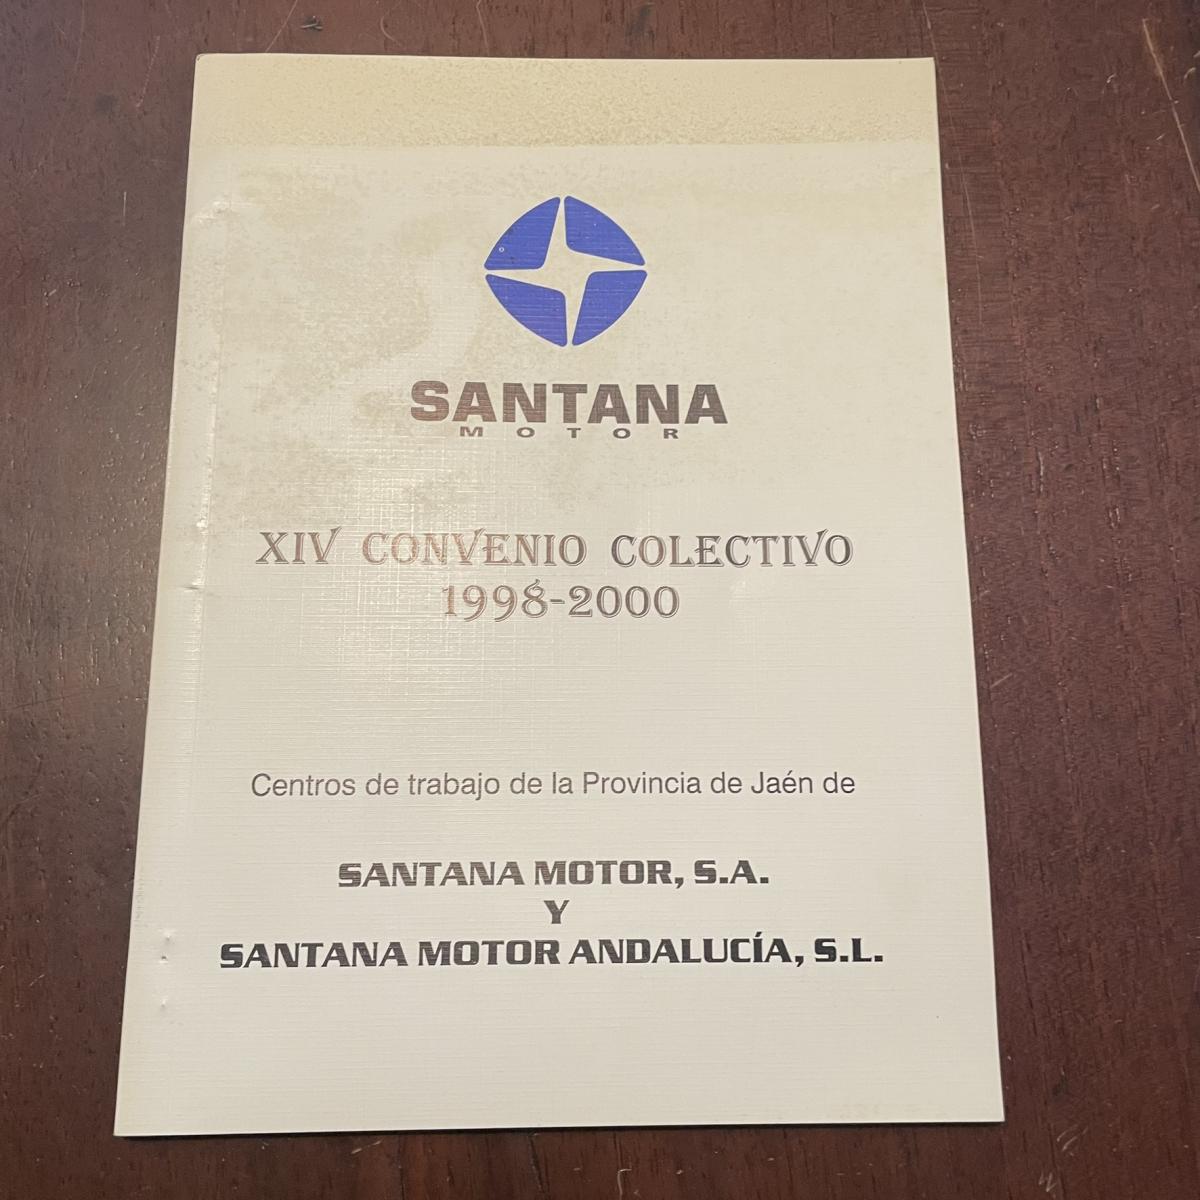 SANTANA
MOTOR
XIV CONVENIO COLECTIVO
1998-2000
Centros de trabajo de la Provincia de Jaén de
SANTANA MOTOR, S.A.
Y
SANTANA MOTOR ANDALUCÍA, S.L.